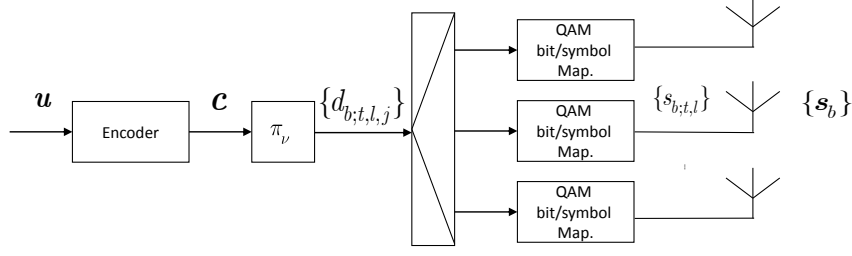 u
Encoder
c
π_ν
{d_{b;t,l,j}}
QAM
bit/symbol
Map.
QAM
bit/symbol
Map.
{s_{b;t,l}}
{s_b}
QAM
bit/symbol
Map.